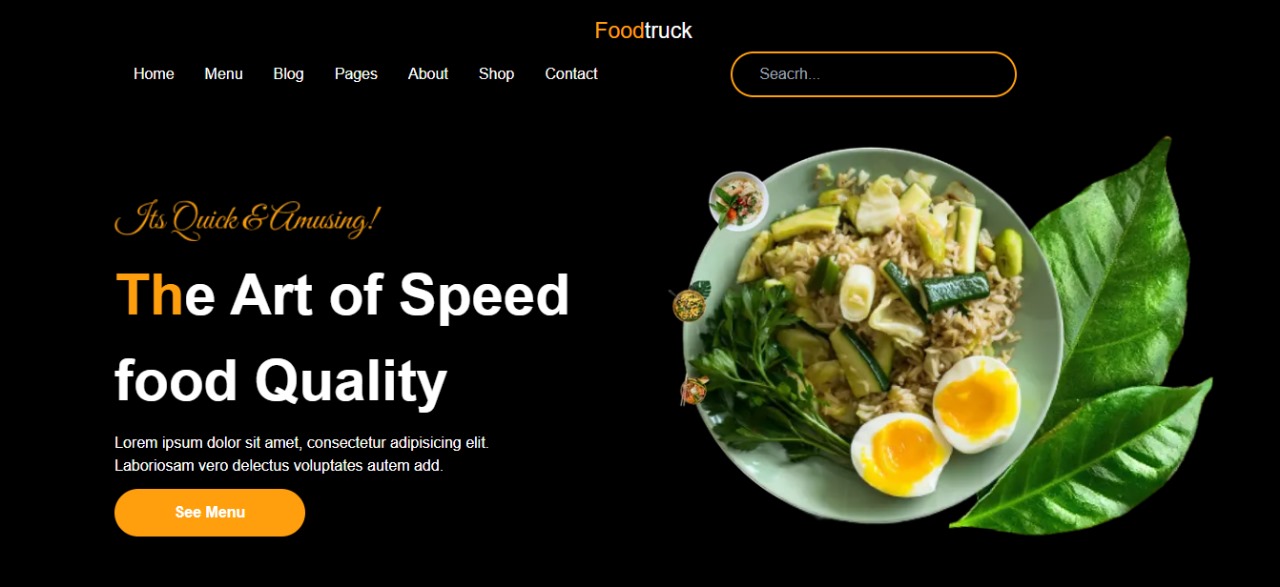 Foodtruck
Home Menu Blog Pages About Shop Contact
Seacrh...
Its Quick & Amusing!
The Art of Speed
food Quality
Lorem ipsum dolor sit amet, consectetur adipisicing elit.
Laboriosam vero delectus voluptates autem add.
See Menu